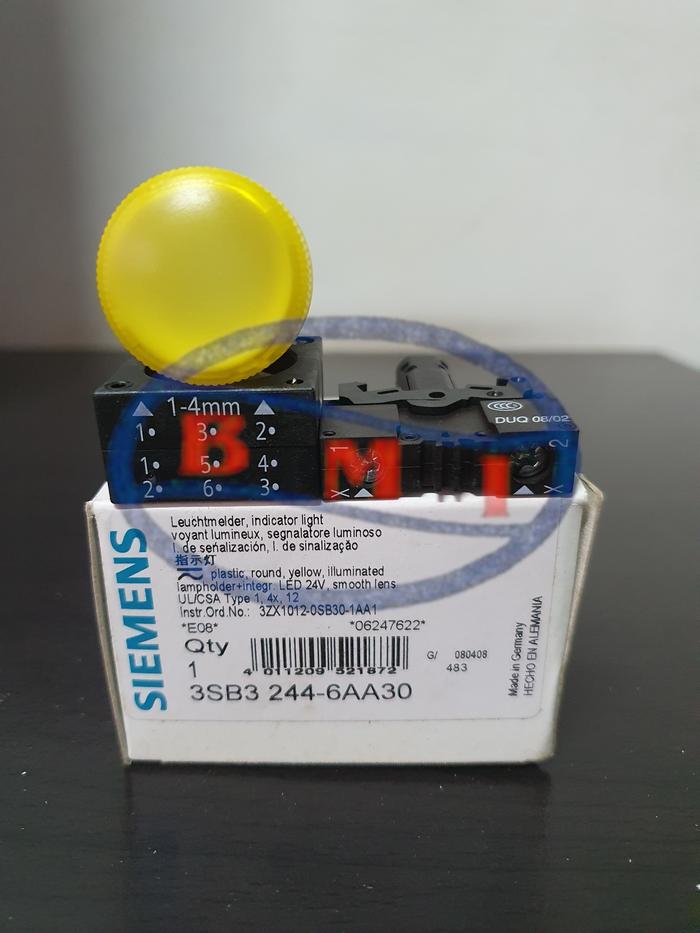 1-4mm
1 3 2
1 5 4
2 6 3
B M I
1
X
DUQ 08/02
2
X
SIEMENS
Leuchtmelder, indicator light
voyant lumineux, segnalatore luminoso
l. de señalización, l. de sinalização
指示灯
plastic, round, yellow, illuminated
lampholder+integr. LED 24V, smooth lens
UL/CSA Type 1, 4x, 12
Instr.Ord.No.: 3ZX1012-0SB30-1AA1
*E08* *06247622*
Qty
1
4 011209 521872
G/ 080408
483
3SB3 244-6AA30
Made in Germany
HECHO EN ALEMANIA